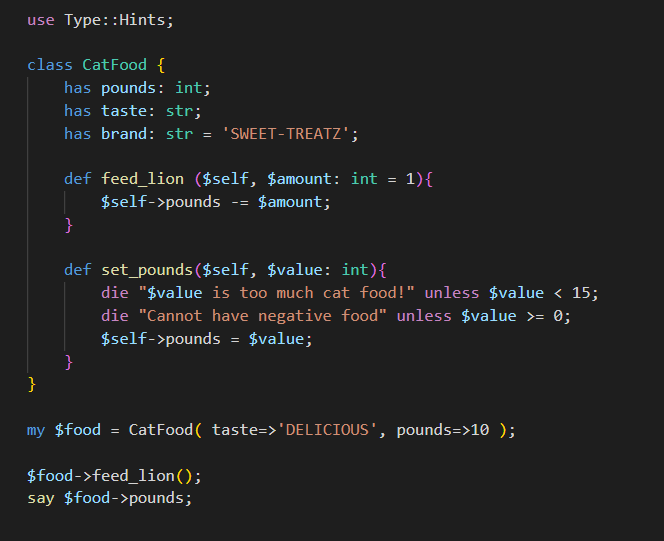 use Type::Hints;
class CatFood {
has pounds: int;
has taste: str;
has brand: str = 'SWEET-TREATZ';
def feed_lion ($self, $amount: int = 1){
$self->pounds -= $amount;
}
def set_pounds($self, $value: int){
die "$value is too much cat food!" unless $value < 15;
die "Cannot have negative food" unless $value >= 0;
$self->pounds = $value;
}
}
my $food = CatFood( taste=>'DELICIOUS', pounds=>10 );
$food->feed_lion();
say $food->pounds;